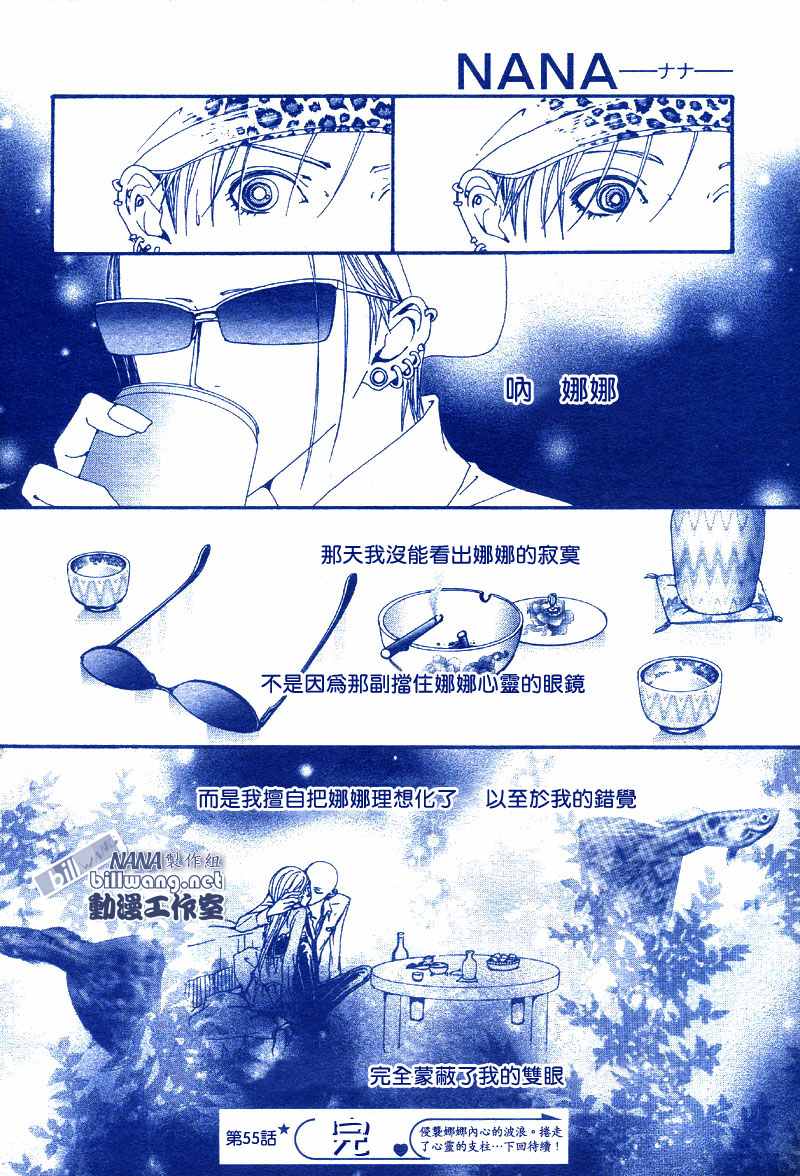 NANA——ナナ——
吶　娜娜
那天我沒能看出娜娜的寂寞
不是因為那副擋住娜娜心靈的眼鏡
而是我擅自把娜娜理想化了　以至於我的錯覺
bill wang
NANA製作組
billwang.net
動漫工作室
完全蒙蔽了我的雙眼
第55話★
完
侵襲娜娜內心的波浪。捲走
了心靈的支柱…下回待續！